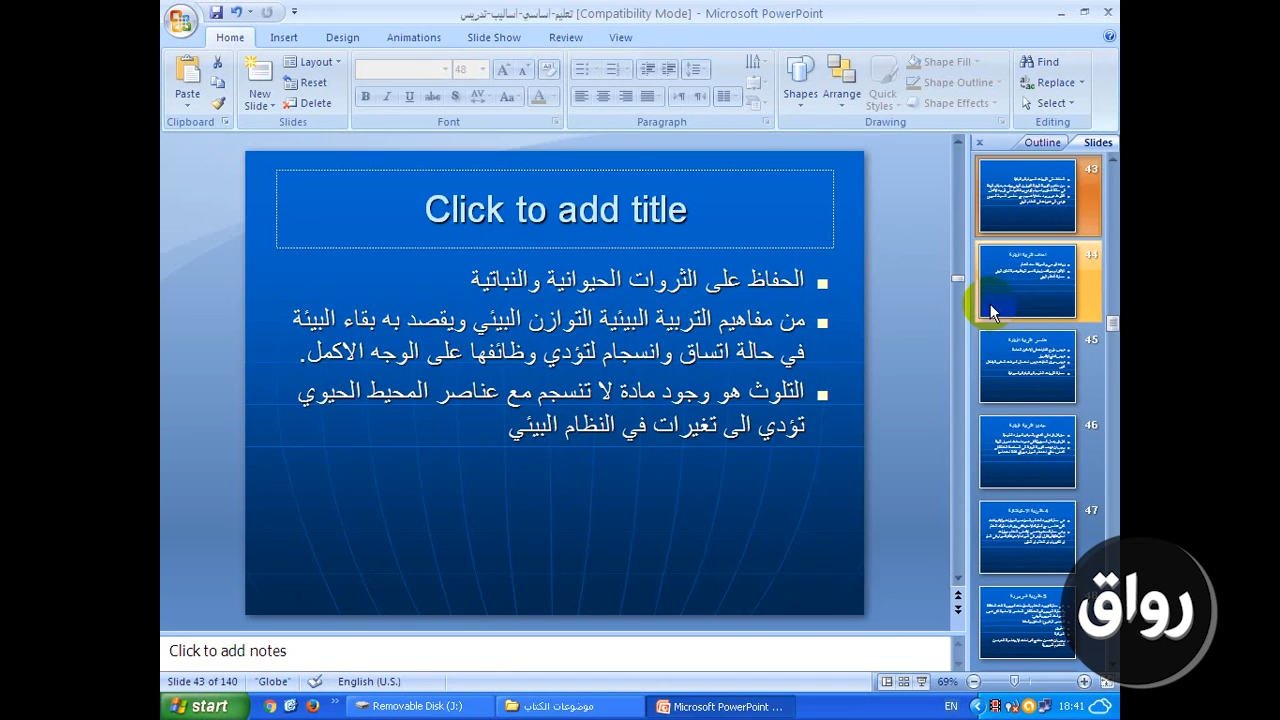 تعليم-اساسي-اساليب-تدريس [Compatibility Mode] - Microsoft PowerPoint
Home Insert Design Animations Slide Show Review View
Paste
Clipboard
New Slide
Layout
Reset
Delete
Slides
48
B I U abc S AV Aa A
Font
Paragraph
Shapes Arrange Quick Styles
Shape Fill
Shape Outline
Shape Effects
Drawing
Find
Replace
Select
Editing
Outline Slides
Click to add title
الحفاظ على الثروات الحيوانية والنباتية
من مفاهيم التربية البيئية التوازن البيئي ويقصد به بقاء البيئة
في حالة اتساق وانسجام لتؤدي وظائفها على الوجه الاكمل.
التلوث هو وجود مادة لا تنسجم مع عناصر المحيط الحيوي
تؤدي الى تغيرات في النظام البيئي
43
44
45
46
47
48
رواق
Click to add notes
Slide 43 of 140 "Globe" English (U.S.) 69%
start Removable Disk (J:) موضوعات الكتاب Microsoft PowerPoint ... EN 18:41